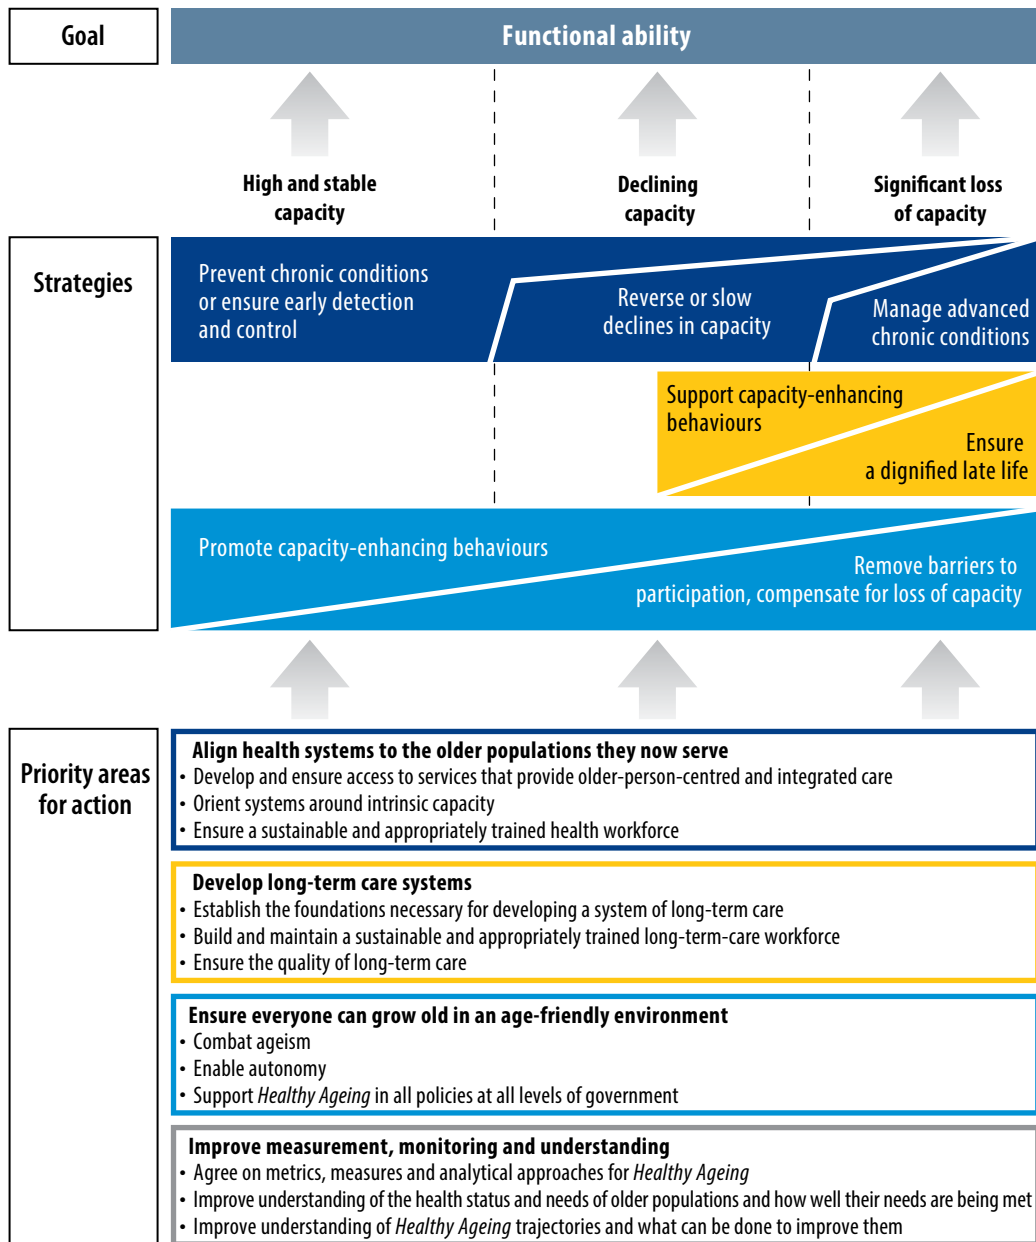 Goal
Functional ability
High and stable
capacity
Declining
capacity
Significant loss
of capacity
Strategies
Prevent chronic conditions
or ensure early detection
and control
Reverse or slow
declines in capacity
Manage advanced
chronic conditions
Support capacity-enhancing
behaviours
Ensure
a dignified late life
Promote capacity-enhancing behaviours
Remove barriers to
participation, compensate for loss of capacity
Priority areas
for action
Align health systems to the older populations they now serve
• Develop and ensure access to services that provide older-person-centred and integrated care
• Orient systems around intrinsic capacity
• Ensure a sustainable and appropriately trained health workforce
Develop long-term care systems
• Establish the foundations necessary for developing a system of long-term care
• Build and maintain a sustainable and appropriately trained long-term-care workforce
• Ensure the quality of long-term care
Ensure everyone can grow old in an age-friendly environment
• Combat ageism
• Enable autonomy
• Support Healthy Ageing in all policies at all levels of government
Improve measurement, monitoring and understanding
• Agree on metrics, measures and analytical approaches for Healthy Ageing
• Improve understanding of the health status and needs of older populations and how well their needs are being met
• Improve understanding of Healthy Ageing trajectories and what can be done to improve them